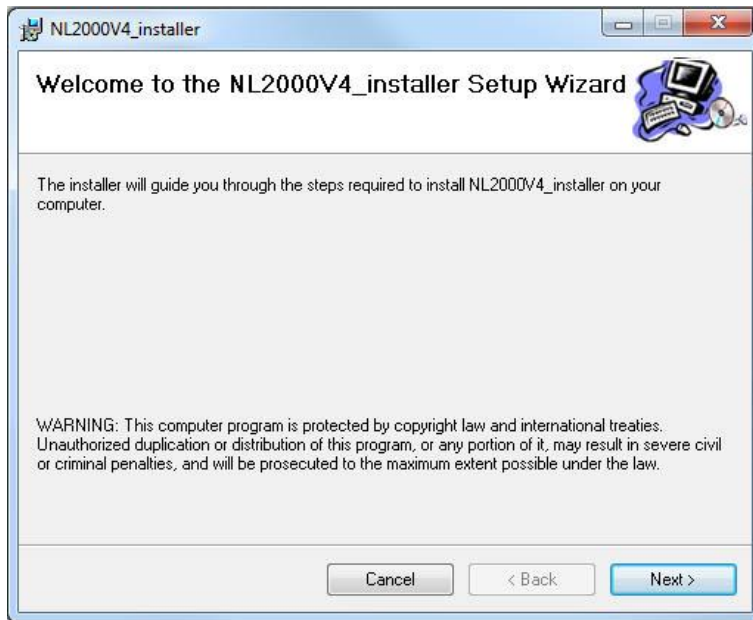 NL2000V4_installer
Welcome to the NL2000V4_installer Setup Wizard
The installer will guide you through the steps required to install NL2000V4_installer on your
computer.
WARNING: This computer program is protected by copyright law and international treaties.
Unauthorized duplication or distribution of this program, or any portion of it, may result in severe civil
or criminal penalties, and will be prosecuted to the maximum extent possible under the law.
Cancel < Back Next >